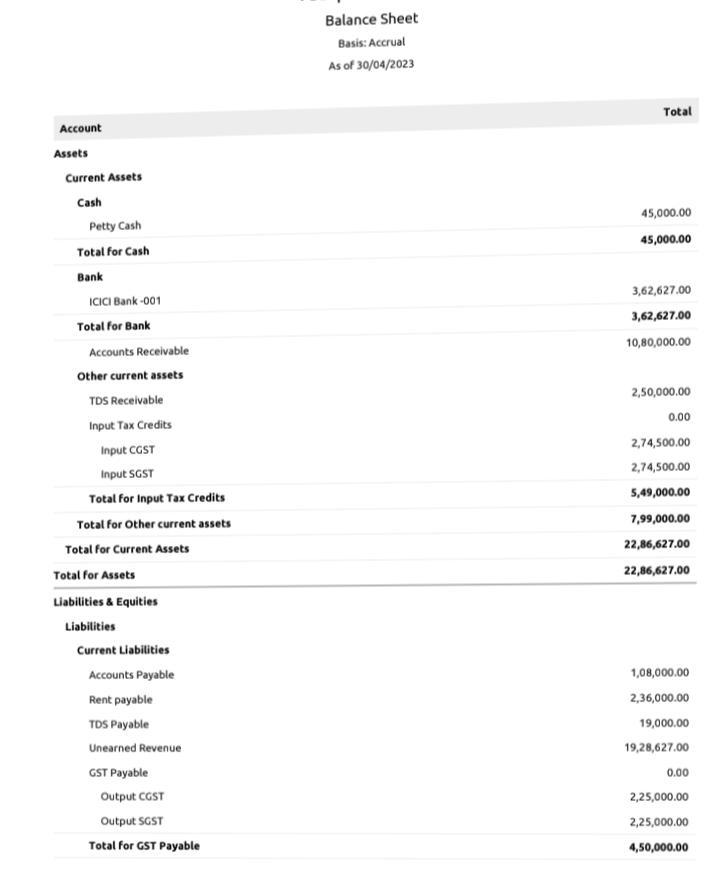 Balance Sheet
Basis: Accrual
As of 30/04/2023
Account Total
Assets
Current Assets
Cash
Petty Cash 45,000.00
Total for Cash 45,000.00
Bank
ICICI Bank -001 3,62,627.00
Total for Bank 3,62,627.00
Accounts Receivable 10,80,000.00
Other current assets
TDS Receivable 2,50,000.00
Input Tax Credits 0.00
Input CGST 2,74,500.00
Input SGST 2,74,500.00
Total for Input Tax Credits 5,49,000.00
Total for Other current assets 7,99,000.00
Total for Current Assets 22,86,627.00
Total for Assets 22,86,627.00
Liabilities & Equities
Liabilities
Current Liabilities
Accounts Payable 1,08,000.00
Rent payable 2,36,000.00
TDS Payable 19,000.00
Unearned Revenue 19,28,627.00
GST Payable 0.00
Output CGST 2,25,000.00
Output SGST 2,25,000.00
Total for GST Payable 4,50,000.00